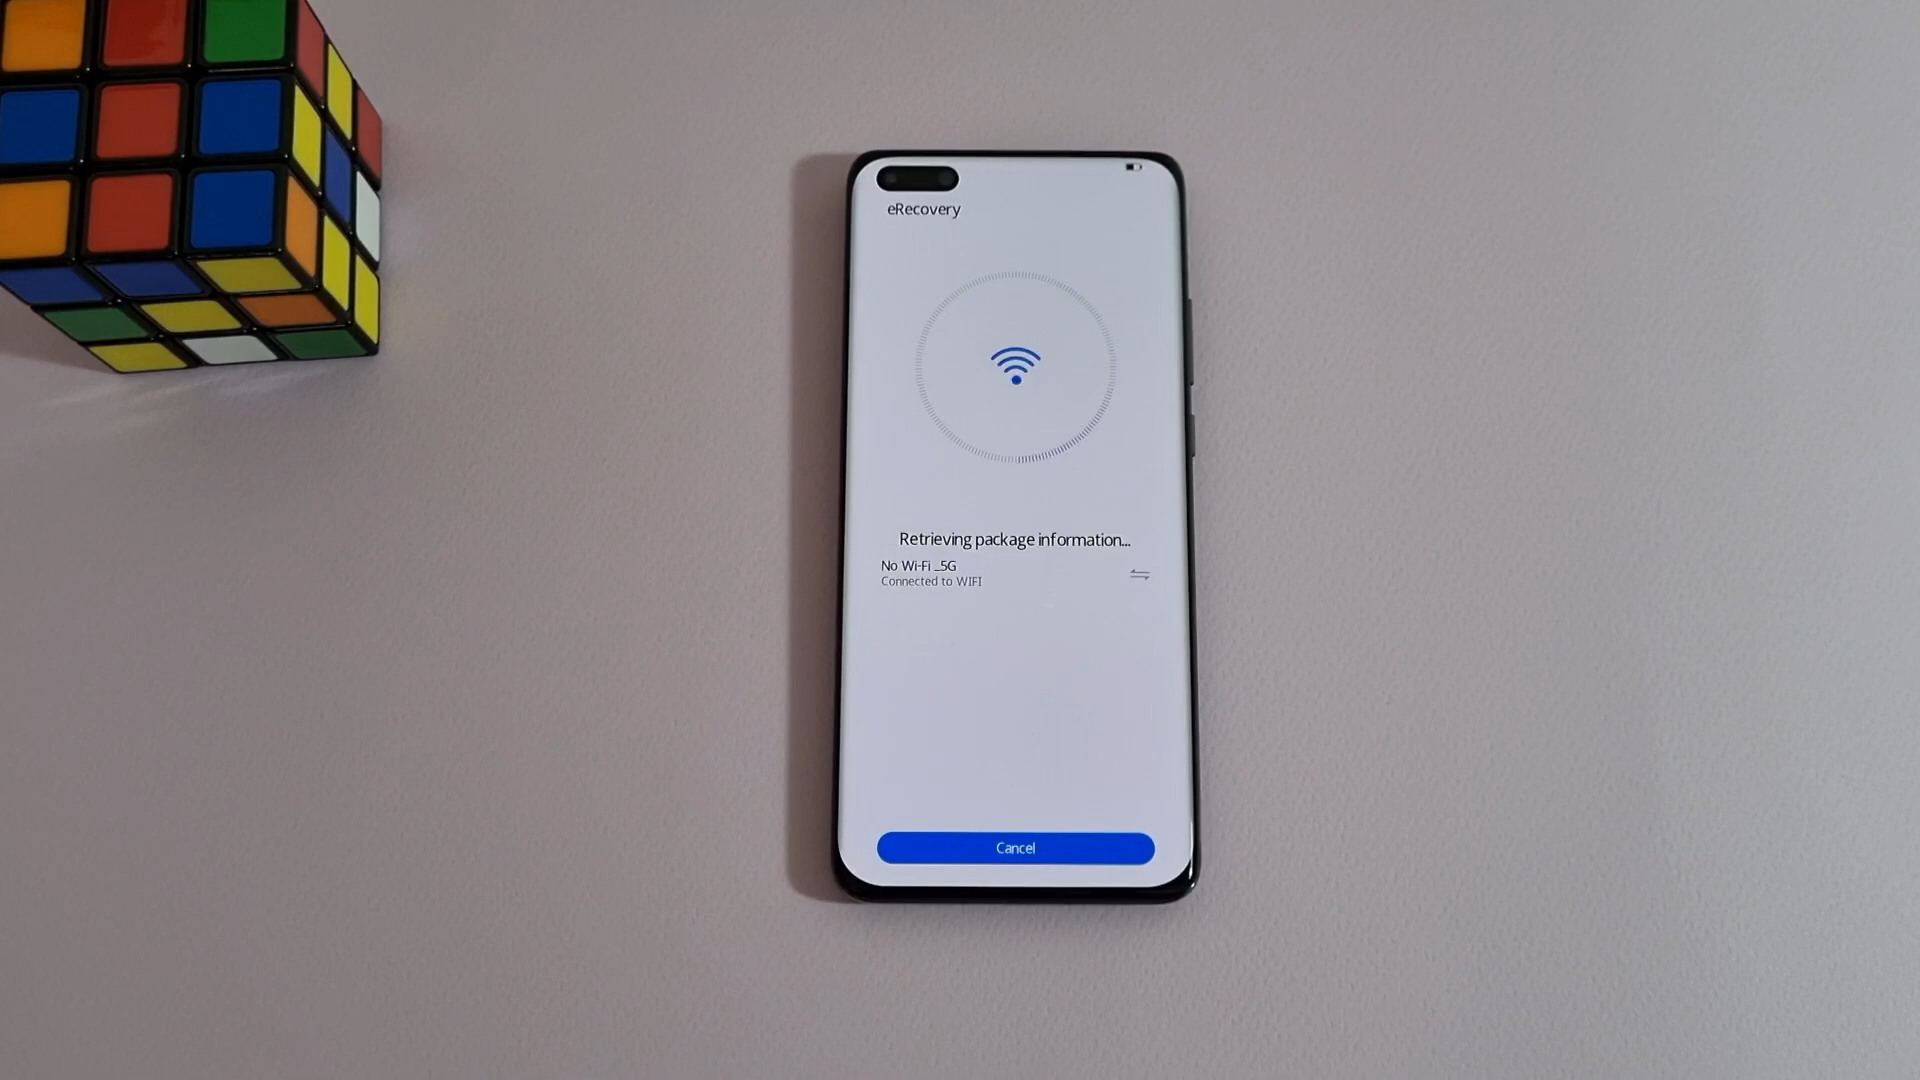 eRecovery
Retrieving package information...
No Wi-Fi _5G
Connected to WIFI
Cancel